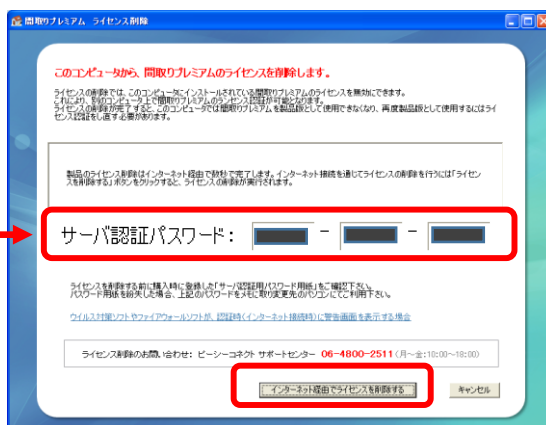 間取りプレミアム ライセンス削除
このコンピュータから、間取りプレミアムのライセンスを削除します。
ライセンスの削除では、このコンピュータにインストールされている間取りプレミアムのライセンスを無効にできます。
これにより、別のコンピュータ上で間取りプレミアムのランセンス認証が可能となります。
ライセンスの削除が完了すると、このコンピュータでは間取りプレミアムを製品版として使用できなくなり、再度製品版として使用するにはライ
センス認証をし直す必要があります。
製品のライセンス削除はインターネット経由で数秒で完了します。インターネット接続を通じてライセンスの削除を行うには「ライセン
スを削除する」ボタンをクリックすると、ライセンスの削除が実行されます。
サーバ認証パスワード： － －
ライセンスを削除する前に購入時に登録した「サーバ認証用パスワード用紙」をご確認下さい。
パスワード用紙を紛失した場合、上記のパスワードをメモに取り変更先のパソコンにてご利用下さい。
ウイルス対策ソフトやファイアウォールソフトが、認証時(インターネット接続時)に警告画面を表示する場合
ライセンス削除のお問い合わせ： ピーシーコネクト サポートセンター 06-4800-2511 (月～金:10:00～18:00)
インターネット経由でライセンスを削除する キャンセル